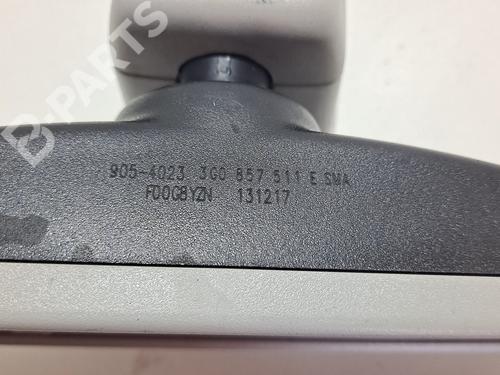 B-PARTS
905-4023 3G0 857 511 E SMA
F00C8YZN 131217